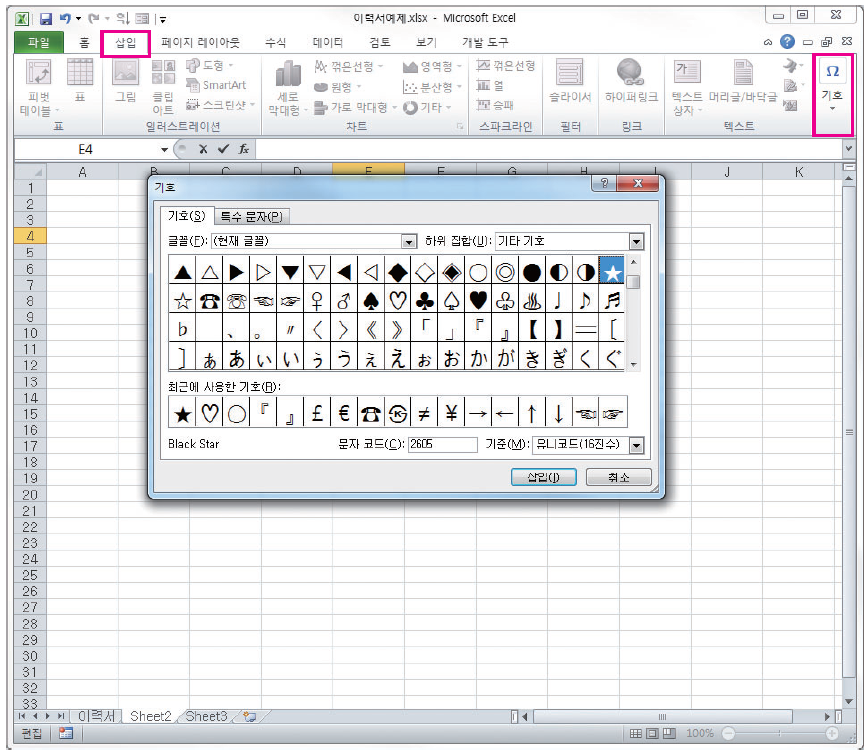 이력서예제.xlsx - Microsoft Excel
파일 홈 삽입 페이지 레이아웃 수식 데이터 검토 보기 개발 도구
피벗 테이블 표 그림 클립 아트 도형 SmartArt 스크린샷 세로 막대형 꺾은선형 원형 가로 막대형 영역형 분산형 기타 꺾은선형 열 승패 슬라이서 하이퍼링크 텍스트 상자 머리글/바닥글 Ω 기호
표 일러스트레이션 차트 스파크라인 필터 링크 텍스트
E4 fx
A B C D E F G H I J K
1
2
3
4
5
6
7
8
9
10
11
12
13
14
15
16
17
18
19
20
21
22
23
24
25
26
27
28
29
30
31
32
33
기호
기호(S) 특수 문자(P)
글꼴(F): (현재 글꼴) 하위 집합(U): 기타 기호
▲ △ ▶ ▷ ▼ ▽ ◀ ◁ ◆ ◇ ◈ ○ ◎ ● ◐ ◑ ★
☆ ☎ ☏ ☜ ☞ ♀ ♂ ♠ ♡ ♣ ♤ ♥ ♧ ♨ ♩ ♪ ♬
♭ 、 。 〃 〈 〉 《 》 「 」 『 』 【 】 〓 〔
〕 ぁ あ ぃ い ぅ う ぇ え ぉ お か が き ぎ く ぐ
최근에 사용한 기호(R):
★ ♡ ○ 『 』 £ € ☎ ㉿ ≠ ¥ → ← ↑ ↓ ☜ ☞
Black Star 문자 코드(C): 2605 기준(M): 유니코드(16진수)
삽입(I) 취소
이력서 Sheet2 Sheet3
편집 100%